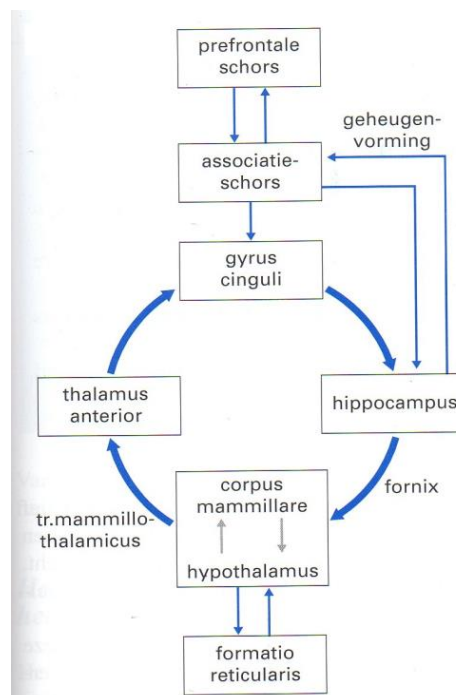 prefrontale
schors
geheugen-
vorming
associatie-
schors
gyrus
cinguli
thalamus
anterior
hippocampus
fornix
corpus
mammillare
tr.mammillo-
thalamicus
hypothalamus
formatio
reticularis